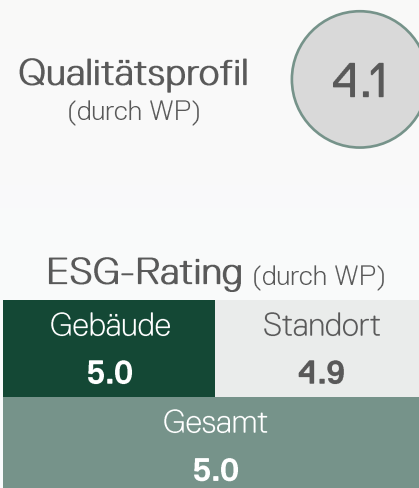 Qualitätsprofil
(durch WP)
4.1
ESG-Rating (durch WP)
Gebäude
5.0
Standort
4.9
Gesamt
5.0